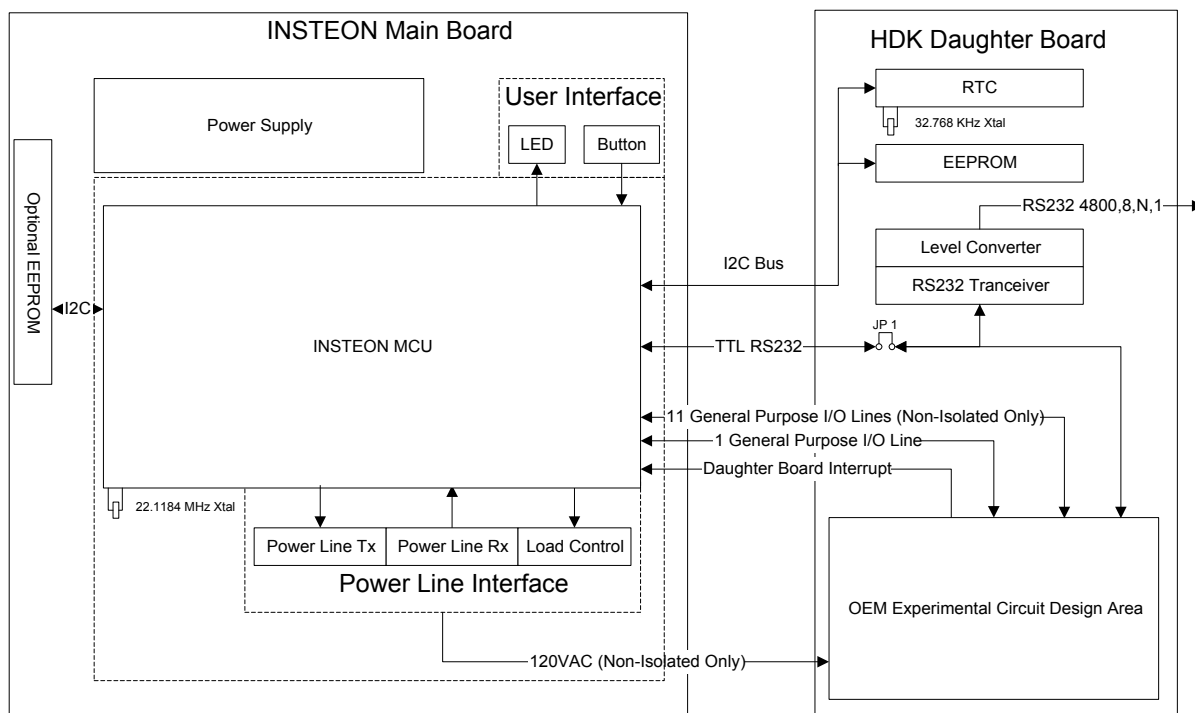 INSTEON Main Board
HDK Daughter Board
Power Supply
User Interface
LED
Button
RTC
32.768 KHz Xtal
EEPROM
RS232 4800,8,N,1
Level Converter
RS232 Tranceiver
Optional EEPROM
I2C
INSTEON MCU
I2C Bus
JP 1
TTL RS232
11 General Purpose I/O Lines (Non-Isolated Only)
1 General Purpose I/O Line
Daughter Board Interrupt
22.1184 MHz Xtal
Power Line Tx
Power Line Rx
Load Control
Power Line Interface
OEM Experimental Circuit Design Area
120VAC (Non-Isolated Only)